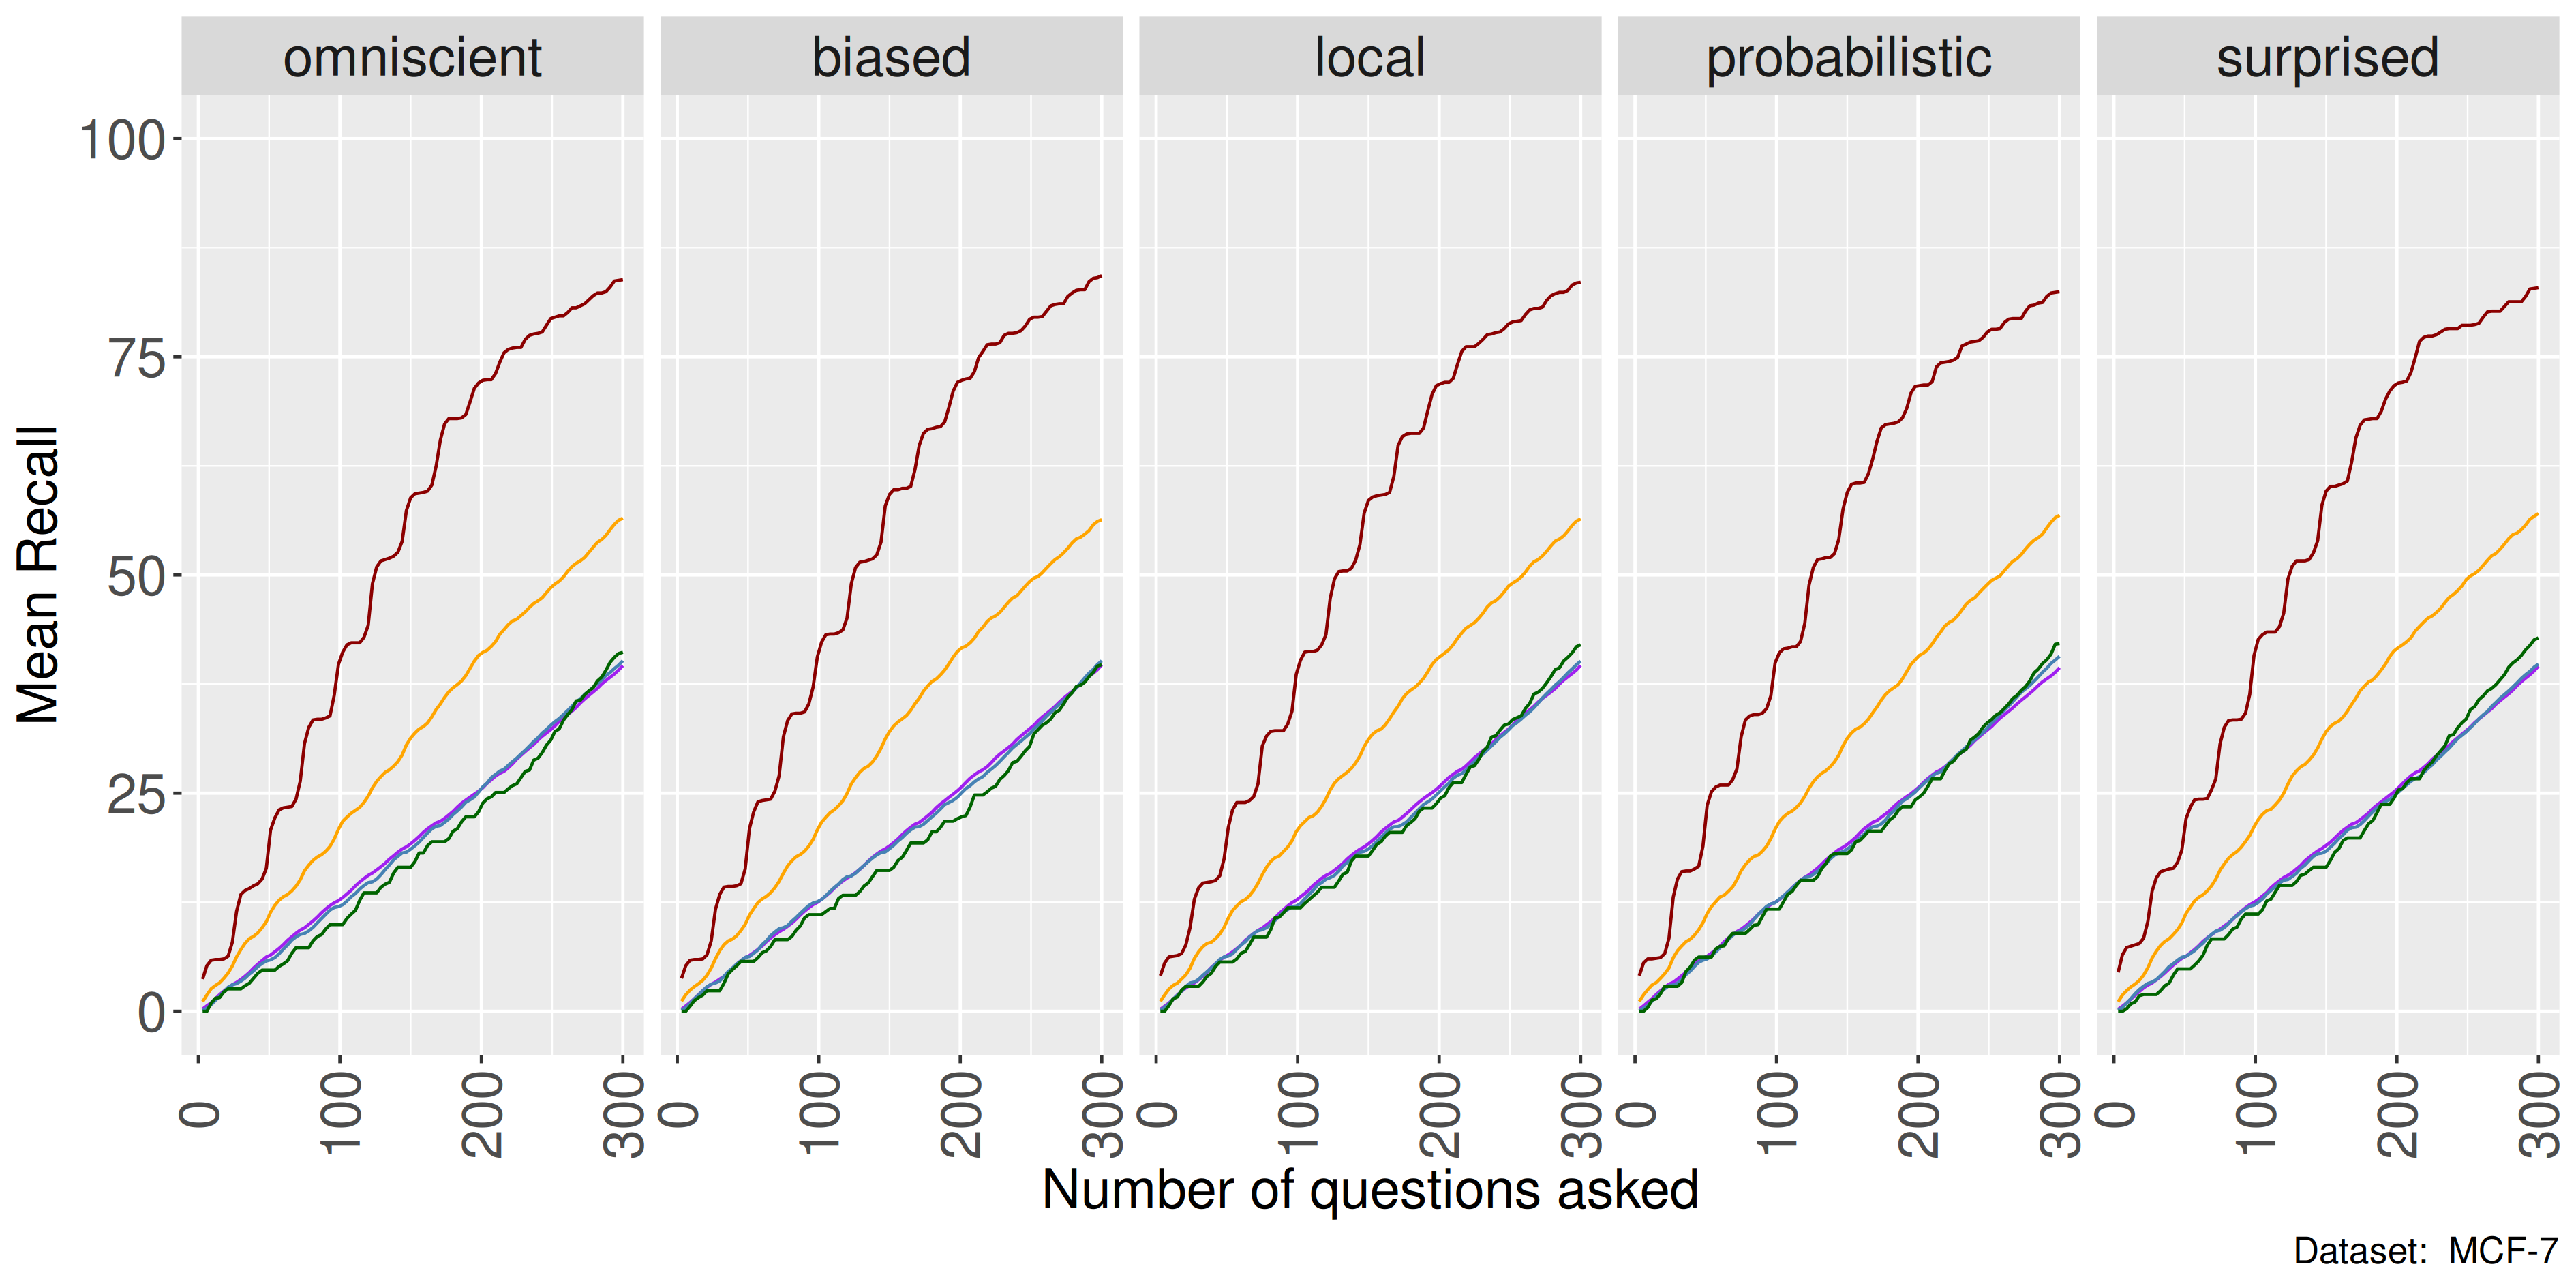 omniscient biased local probabilistic surprised
100
75
50
25
0
Mean Recall
0 100 200 300 0 100 200 300 0 100 200 300 0 100 200 300 0 100 200 300
Number of questions asked
Dataset: MCF-7